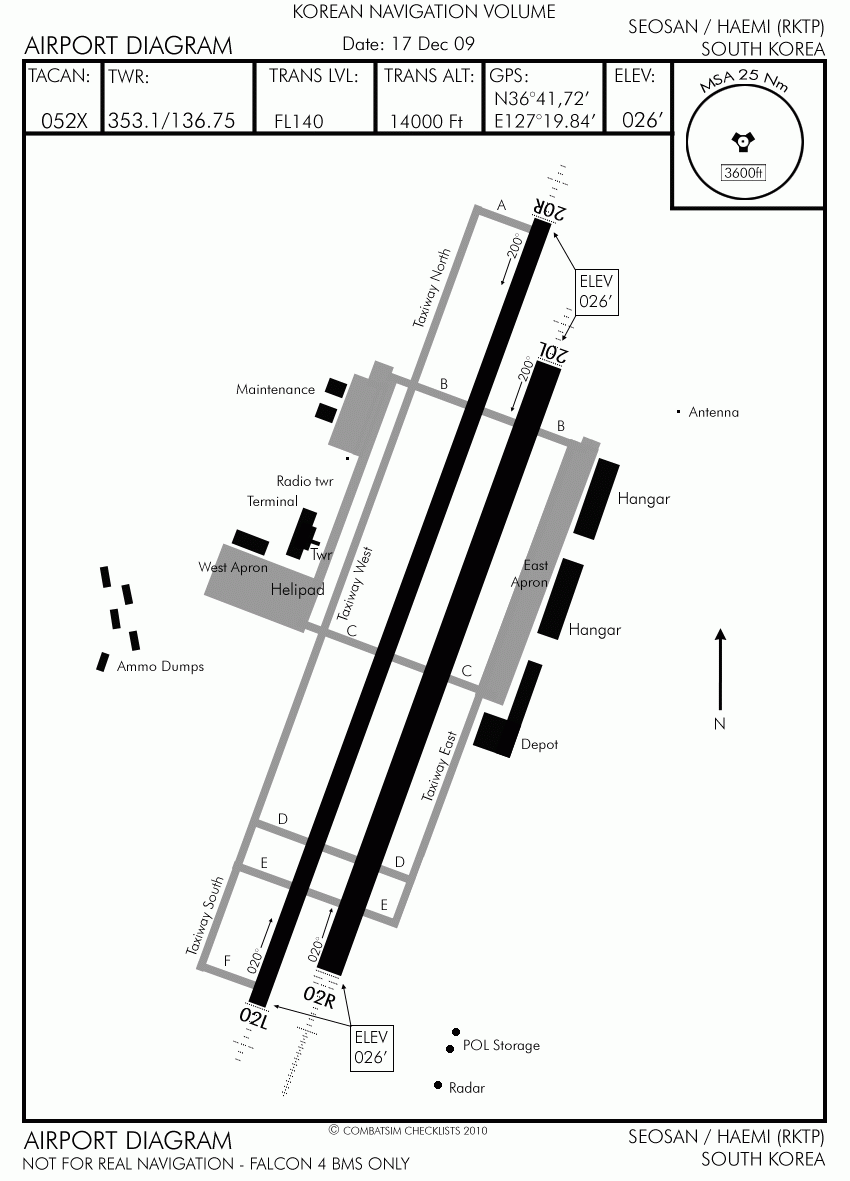 KOREAN NAVIGATION VOLUME
AIRPORT DIAGRAM
Date: 17 Dec 09
SEOSAN / HAEMI (RKTP)
SOUTH KOREA
TACAN:
052X
TWR:
353.1/136.75
TRANS LVL:
FL140
TRANS ALT:
14000 Ft
GPS:
N36°41,72'
E127°19.84'
ELEV:
026'
MSA 25 Nm
3600ft
A
20R
200°
Taxiway North
ELEV
026'
20L
200°
Maintenance
B
B
Antenna
Radio twr
Terminal
Hangar
Twr
West Apron
Helipad
Taxiway West
East
Apron
C
Hangar
Ammo Dumps
C
N
Depot
Taxiway East
D
D
E
E
Taxiway South
F
020°
020°
02L
02R
ELEV
026'
POL Storage
Radar
© COMBATSIM CHECKLISTS 2010
AIRPORT DIAGRAM
NOT FOR REAL NAVIGATION - FALCON 4 BMS ONLY
SEOSAN / HAEMI (RKTP)
SOUTH KOREA